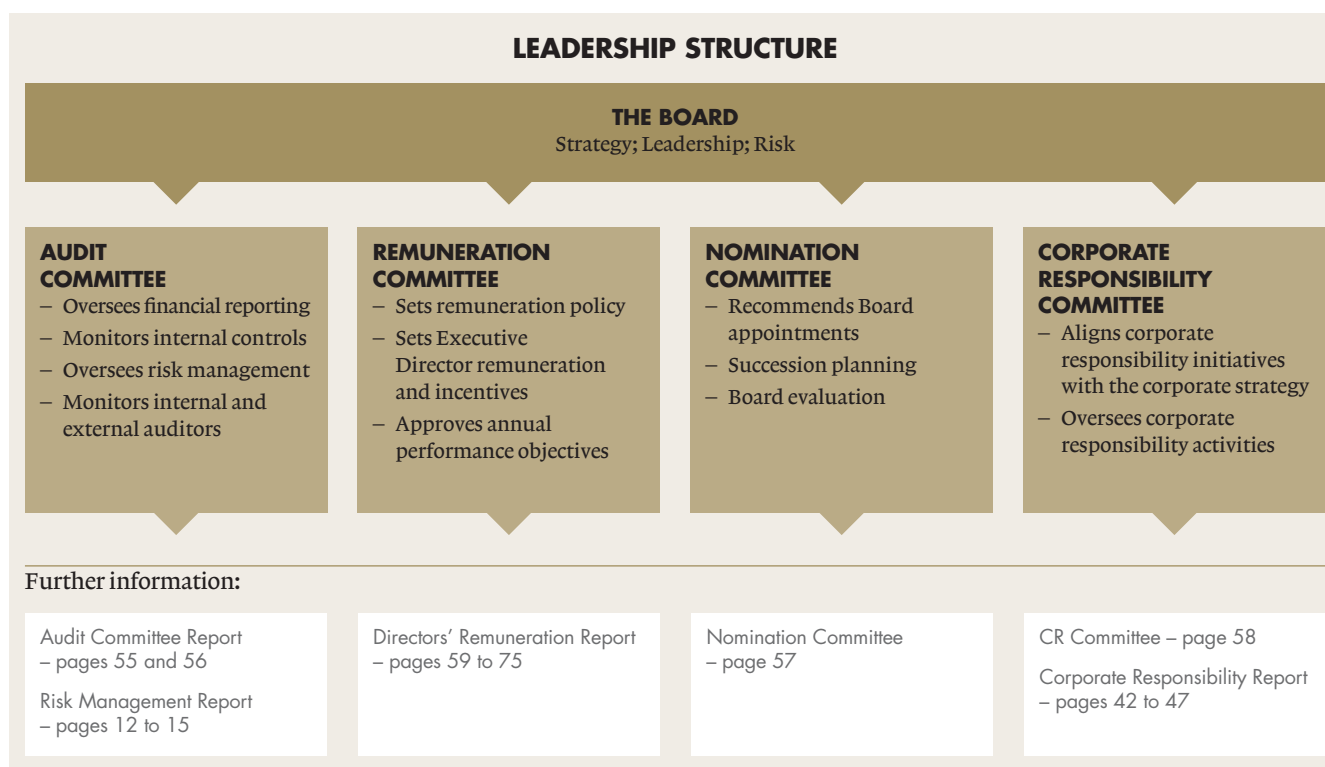 LEADERSHIP STRUCTURE
THE BOARD
Strategy; Leadership; Risk
AUDIT
COMMITTEE
– Oversees financial reporting
– Monitors internal controls
– Oversees risk management
– Monitors internal and
external auditors
REMUNERATION
COMMITTEE
– Sets remuneration policy
– Sets Executive
Director remuneration
and incentives
– Approves annual
performance objectives
NOMINATION
COMMITTEE
– Recommends Board
appointments
– Succession planning
– Board evaluation
CORPORATE
RESPONSIBILITY
COMMITTEE
– Aligns corporate
responsibility initiatives
with the corporate strategy
– Oversees corporate
responsibility activities
Further information:
Audit Committee Report
– pages 55 and 56
Risk Management Report
– pages 12 to 15
Directors’ Remuneration Report
– pages 59 to 75
Nomination Committee
– page 57
CR Committee – page 58
Corporate Responsibility Report
– pages 42 to 47